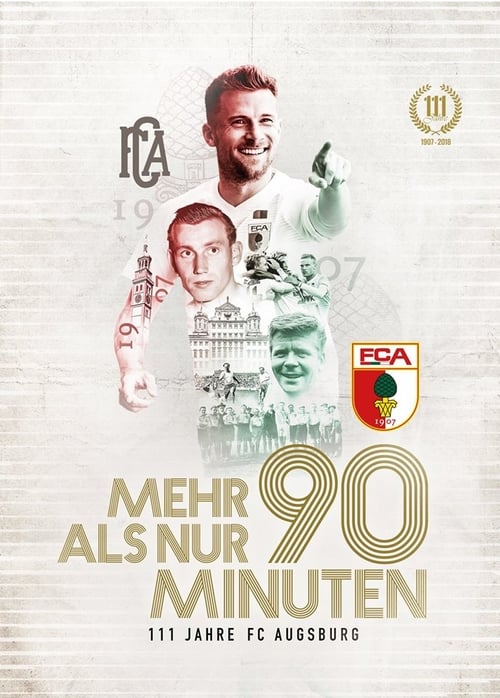 111
Jahre
1907-2018
FCA
19
07
FCA
1907
FCA
1907
MEHR 90
ALS NUR
MINUTEN
111 JAHRE FC AUGSBURG